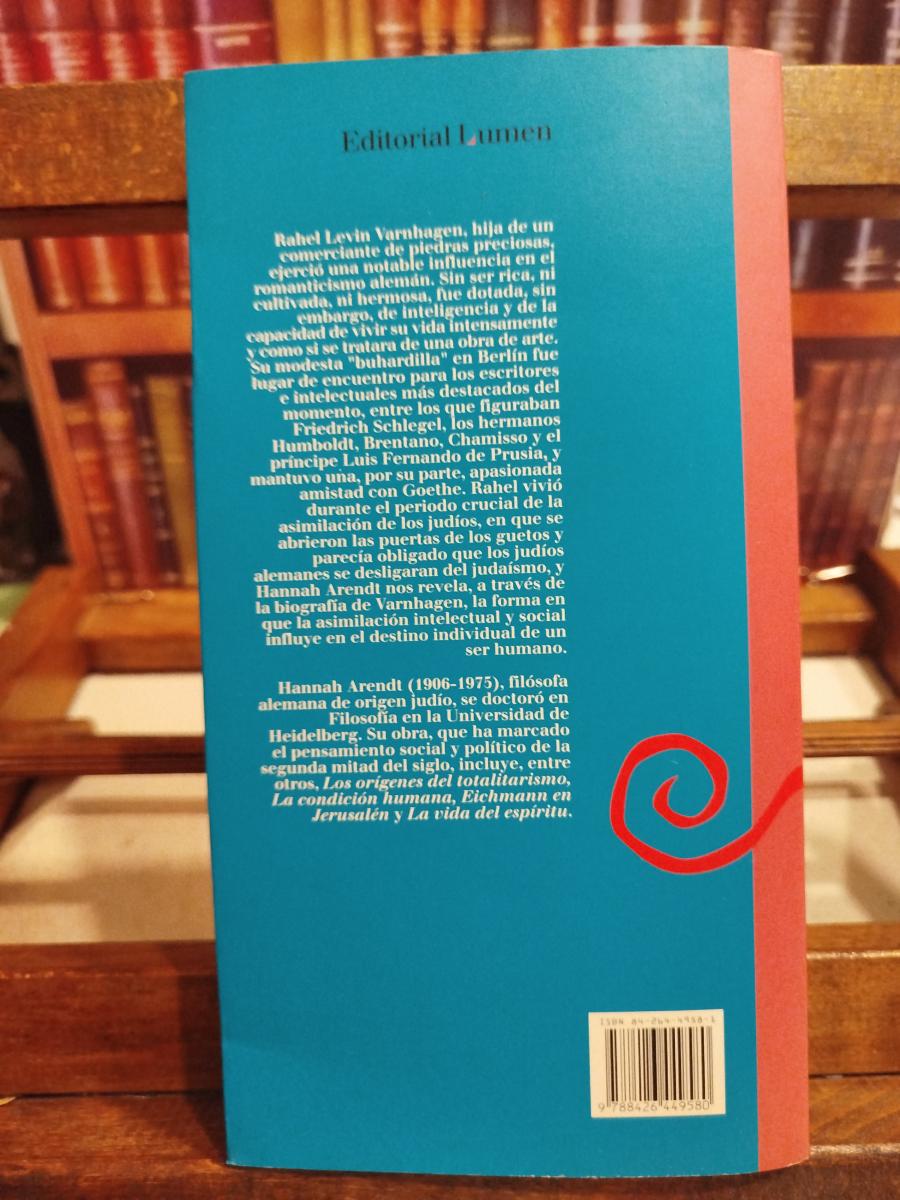 Editorial Lumen
Rahel Levin Varnhagen, hija de un
comerciante de piedras preciosas,
ejerció una notable influencia en el
romanticismo alemán. Sin ser rica, ni
cultivada, ni hermosa, fue dotada, sin
embargo, de inteligencia y de la
capacidad de vivir su vida intensamente
y como si se tratara de una obra de arte.
Su modesta "buhardilla" en Berlín fue
lugar de encuentro para los escritores
e intelectuales más destacados del
momento, entre los que figuraban
Friedrich Schlegel, los hermanos
Humboldt, Brentano, Chamisso y el
príncipe Luis Fernando de Prusia, y
mantuvo una, por su parte, apasionada
amistad con Goethe. Rahel vivió
durante el periodo crucial de la
asimilación de los judíos, en que se
abrieron las puertas de los guetos y
parecía obligado que los judíos
alemanes se desligaran del judaísmo, y
Hannah Arendt nos revela, a través de
la biografía de Varnhagen, la forma en
que la asimilación intelectual y social
influye en el destino individual de un
ser humano.
Hannah Arendt (1906-1975), filósofa
alemana de origen judío, se doctoró en
Filosofía en la Universidad de
Heidelberg. Su obra, que ha marcado
el pensamiento social y político de la
segunda mitad del siglo, incluye, entre
otros, Los orígenes del totalitarismo,
La condición humana, Eichmann en
Jerusalén y La vida del espíritu.
ISBN 84-264-4958-1
9 788426 449580